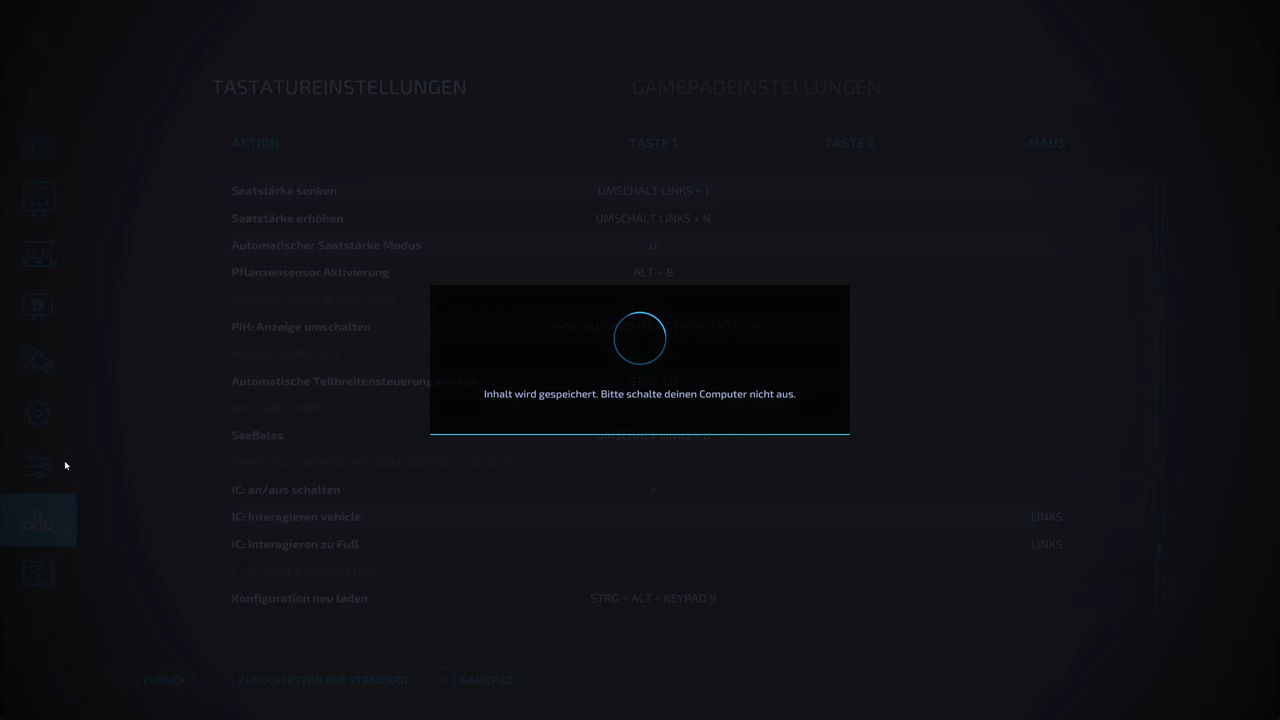 TASTATUREINSTELLUNGEN
GAMEPADEINSTELLUNGEN
AKTION TASTE 1 TASTE 2 MAUS
Saatstärke senken UMSCHALT LINKS + J
Saatstärke erhöhen UMSCHALT LINKS + N
Automatischer Saatstärke Modus U
Pflanzensensor Aktivierung ALT + B
PIH: Anzeige umschalten
Automatische Teilbreitensteuerung
Inhalt wird gespeichert. Bitte schalte deinen Computer nicht aus.
SeeBales
IC: an/aus schalten <
IC: Interagieren vehicle LINKS
IC: Interagieren zu Fuß LINKS
Konfiguration neu laden STRG + ALT + KEYPAD 9
ZURÜCK ZURÜCKSETZEN AUF STANDARD GAMEPAD